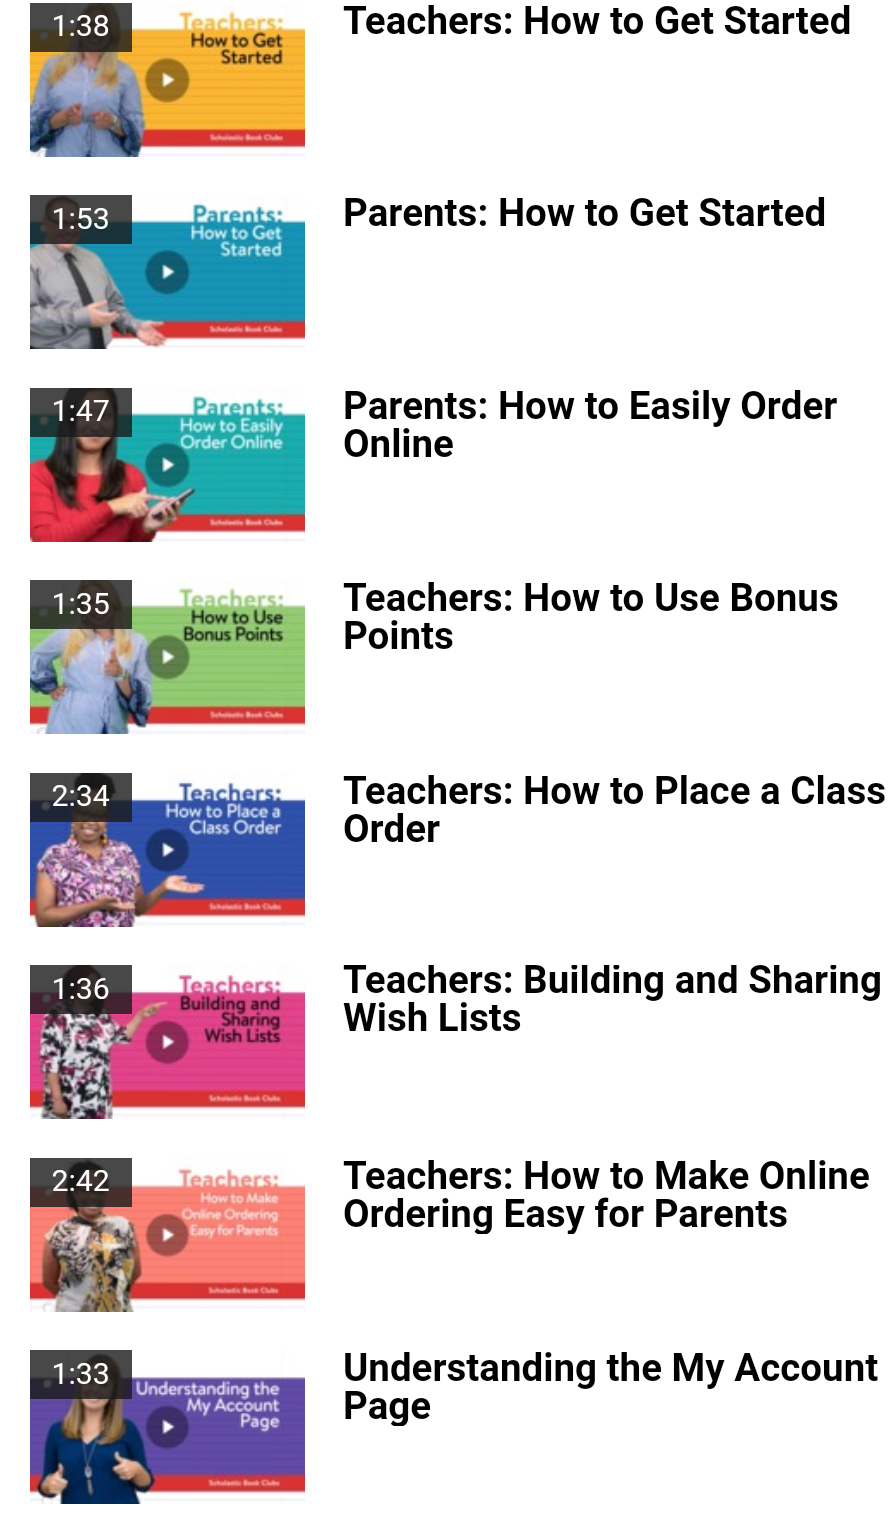 1:38
Teachers:
How to Get
Started
Scholastic Book Clubs
Teachers: How to Get Started
1:53
Parents:
How to Get
Started
Scholastic Book Clubs
Parents: How to Get Started
1:47
Parents:
How to Easily
Order Online
Scholastic Book Clubs
Parents: How to Easily Order
Online
1:35
Teachers:
How to Use
Bonus Points
Scholastic Book Clubs
Teachers: How to Use Bonus
Points
2:34
Teachers:
How to Place a
Class Order
Scholastic Book Clubs
Teachers: How to Place a Class
Order
1:36
Teachers:
Building and
Sharing
Wish Lists
Scholastic Book Clubs
Teachers: Building and Sharing
Wish Lists
2:42
Teachers:
How to Make
Online Ordering
Easy for Parents
Scholastic Book Clubs
Teachers: How to Make Online
Ordering Easy for Parents
1:33
Understanding the
My Account
Page
Scholastic Book Clubs
Understanding the My Account
Page